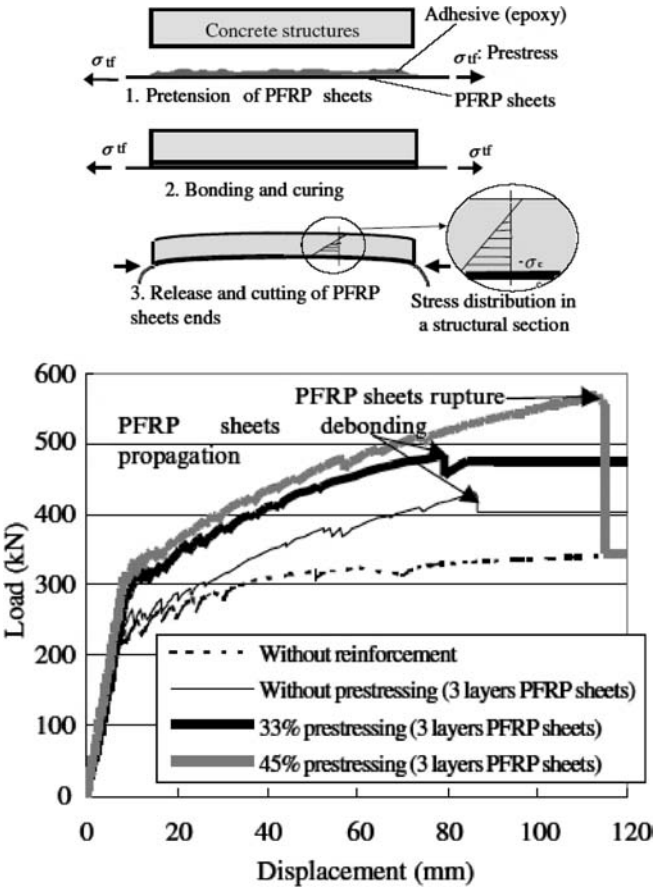 Concrete structures
Adhesive (epoxy)
σtf
σtf: Prestress
1. Pretension of PFRP sheets
PFRP sheets
σtf
σtf
2. Bonding and curing
-σc
3. Release and cutting of PFRP
sheets ends
Stress distribution in
a structural section
600
500
400
300
200
100
0
Load (kN)
PFRP sheets rupture
PFRP sheets debonding
propagation
Without reinforcement
Without prestressing (3 layers PFRP sheets)
33% prestressing (3 layers PFRP sheets)
45% prestressing (3 layers PFRP sheets)
0 20 40 60 80 100 120
Displacement (mm)